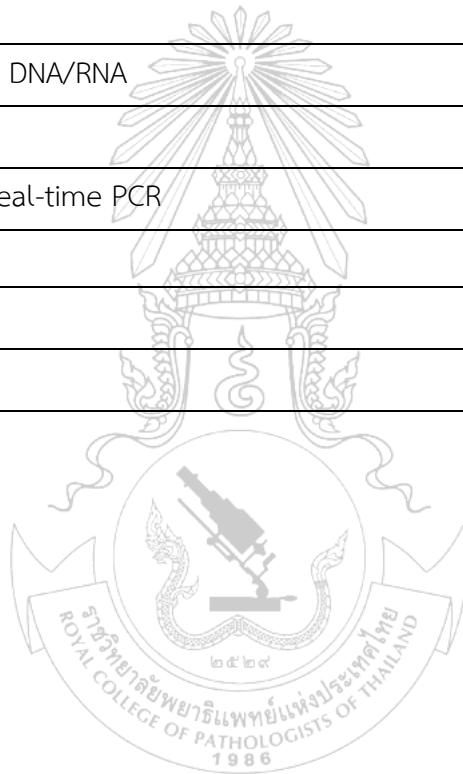 DNA/RNA
eal-time PCR
๒๕๒๙
ราชวิทยาลัยพยาธิแพทย์แห่งประเทศไทย
ROYAL COLLEGE OF PATHOLOGISTS OF THAILAND
1986